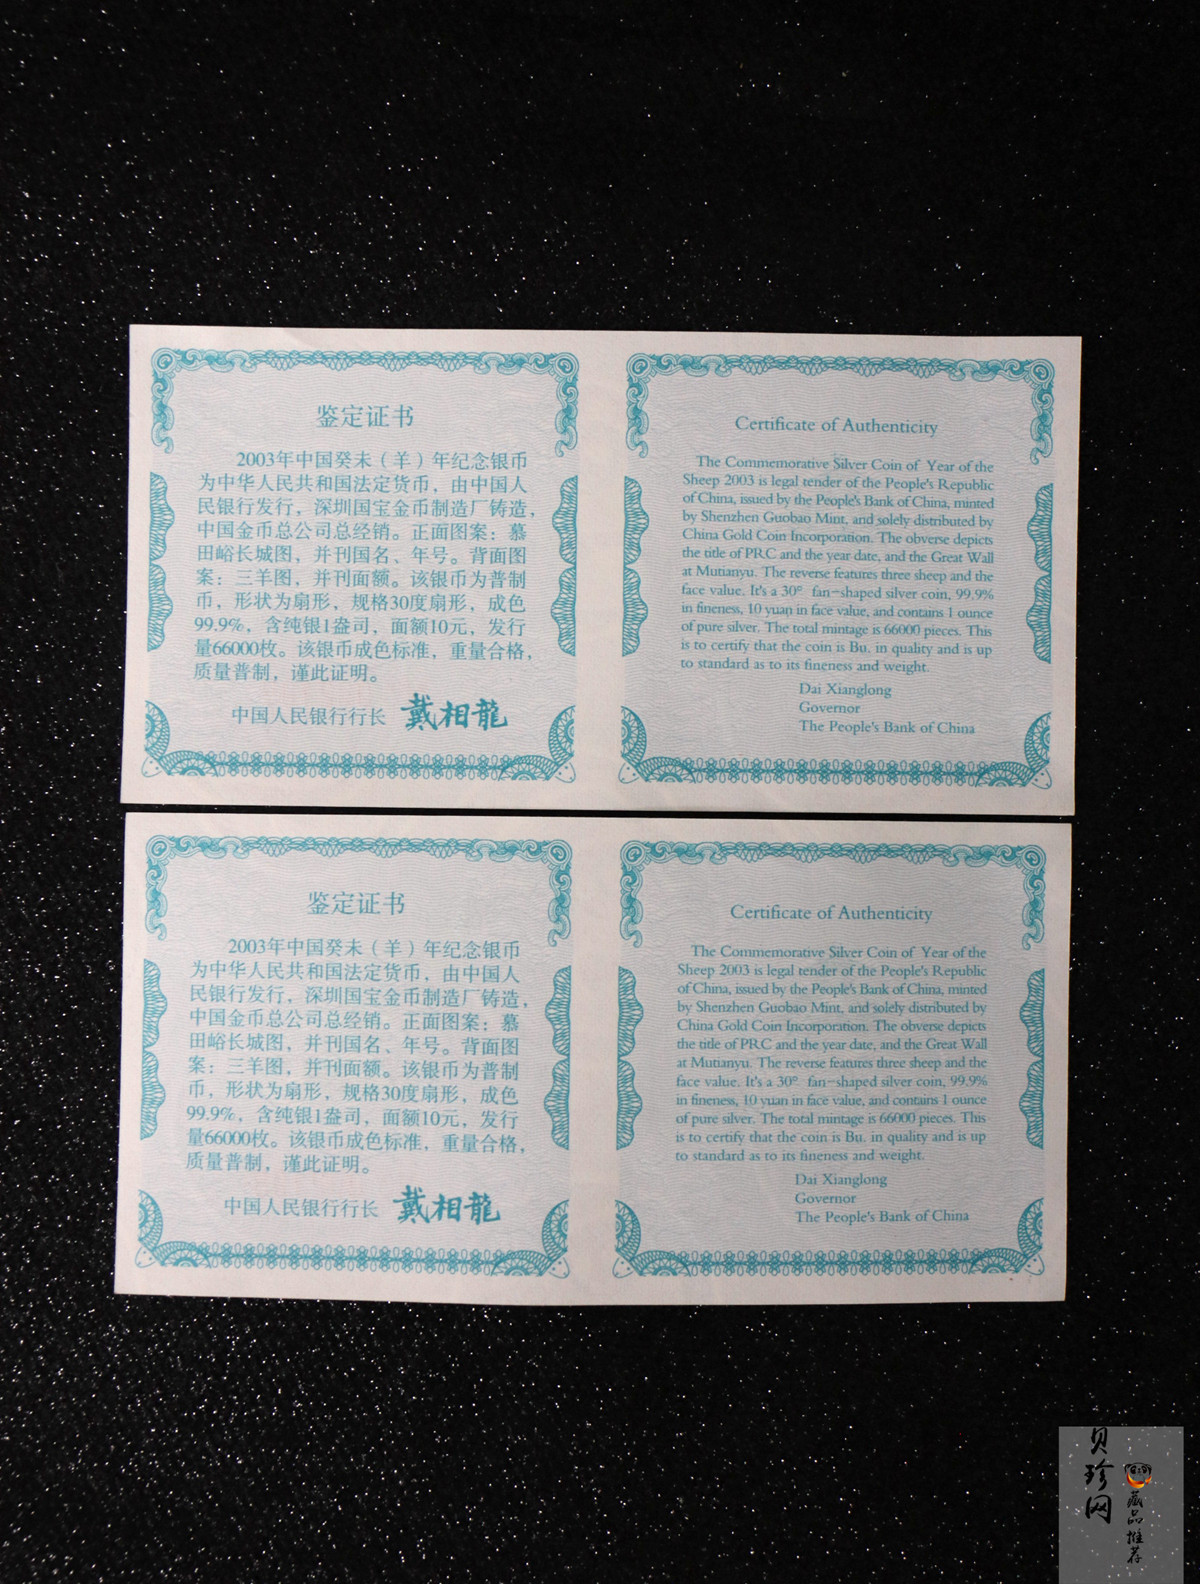 鉴定证书
2003年中国癸未（羊）年纪念银币
为中华人民共和国法定货币，由中国人
民银行发行，深圳国宝金币制造厂铸造，
中国金币总公司总经销。正面图案：慕
田峪长城图，并刊国名、年号。背面图
案：三羊图，并刊面额。该银币为普制
币，形状为扇形，规格30度扇形，成色
99.9%，含纯银1盎司，面额10元，发行
量66000枚。该银币成色标准，重量合格，
质量普制，谨此证明。
中国人民银行行长 戴相龍
Certificate of Authenticity
The Commemorative Silver Coin of Year of the
Sheep 2003 is legal tender of the People's Republic
of China, issued by the People's Bank of China, minted
by Shenzhen Guobao Mint, and solely distributed by
China Gold Coin Incorporation. The obverse depicts
the title of PRC and the year date, and the Great Wall
at Mutianyu. The reverse features three sheep and the
face value. It's a 30° fan-shaped silver coin, 99.9%
in fineness, 10 yuan in face value, and contains 1 ounce
of pure silver. The total mintage is 66000 pieces. This
is to certify that the coin is Bu. in quality and is up
to standard as to its fineness and weight.
Dai Xianglong
Governor
The People's Bank of China
鉴定证书
2003年中国癸未（羊）年纪念银币
为中华人民共和国法定货币，由中国人
民银行发行，深圳国宝金币制造厂铸造，
中国金币总公司总经销。正面图案：慕
田峪长城图，并刊国名、年号。背面图
案：三羊图，并刊面额。该银币为普制
币，形状为扇形，规格30度扇形，成色
99.9%，含纯银1盎司，面额10元，发行
量66000枚。该银币成色标准，重量合格，
质量普制，谨此证明。
中国人民银行行长 戴相龍
Certificate of Authenticity
The Commemorative Silver Coin of Year of the
Sheep 2003 is legal tender of the People's Republic
of China, issued by the People's Bank of China, minted
by Shenzhen Guobao Mint, and solely distributed by
China Gold Coin Incorporation. The obverse depicts
the title of PRC and the year date, and the Great Wall
at Mutianyu. The reverse features three sheep and the
face value. It's a 30° fan-shaped silver coin, 99.9%
in fineness, 10 yuan in face value, and contains 1 ounce
of pure silver. The total mintage is 66000 pieces. This
is to certify that the coin is Bu. in quality and is up
to standard as to its fineness and weight.
Dai Xianglong
Governor
The People's Bank of China
贝珍网
藏品推荐